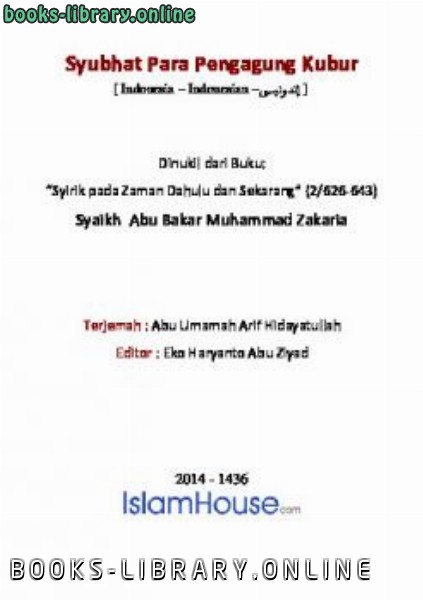 books-library.online
Syubhat Para Pengagung Kubur
[ Indonesia – Indonesian – إندونيسي ]
Dinukil dari Buku:
"Syirik pada Zaman Dahulu dan Sekarang" (2/626-643)
Syaikh Abu Bakar Muhammad Zakaria
Terjemah : Abu Umamah Arif Hidayatullah
Editor : Eko Haryanto Abu Ziyad
2014 - 1436
IslamHouse.com
BOOKS-LIBRARY.ONLINE